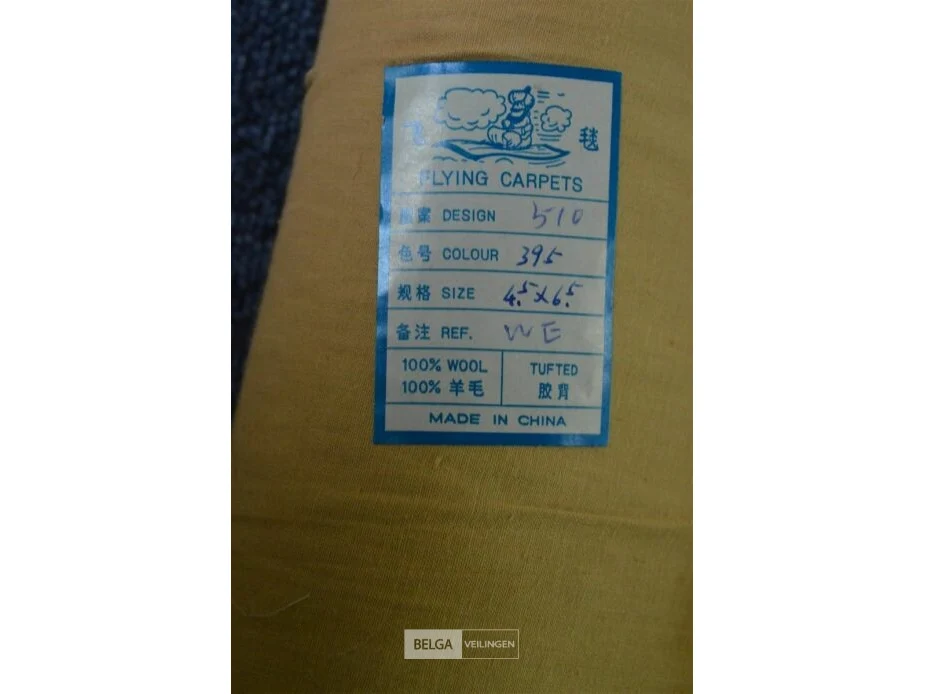 飞 毯
FLYING CARPETS
图案 DESIGN 510
色号 COLOUR 395
规格 SIZE 4.5 x 6.5
备注 REF. WE
100% WOOL
100% 羊毛
TUFTED
胶背
MADE IN CHINA
BELGA VEILINGEN